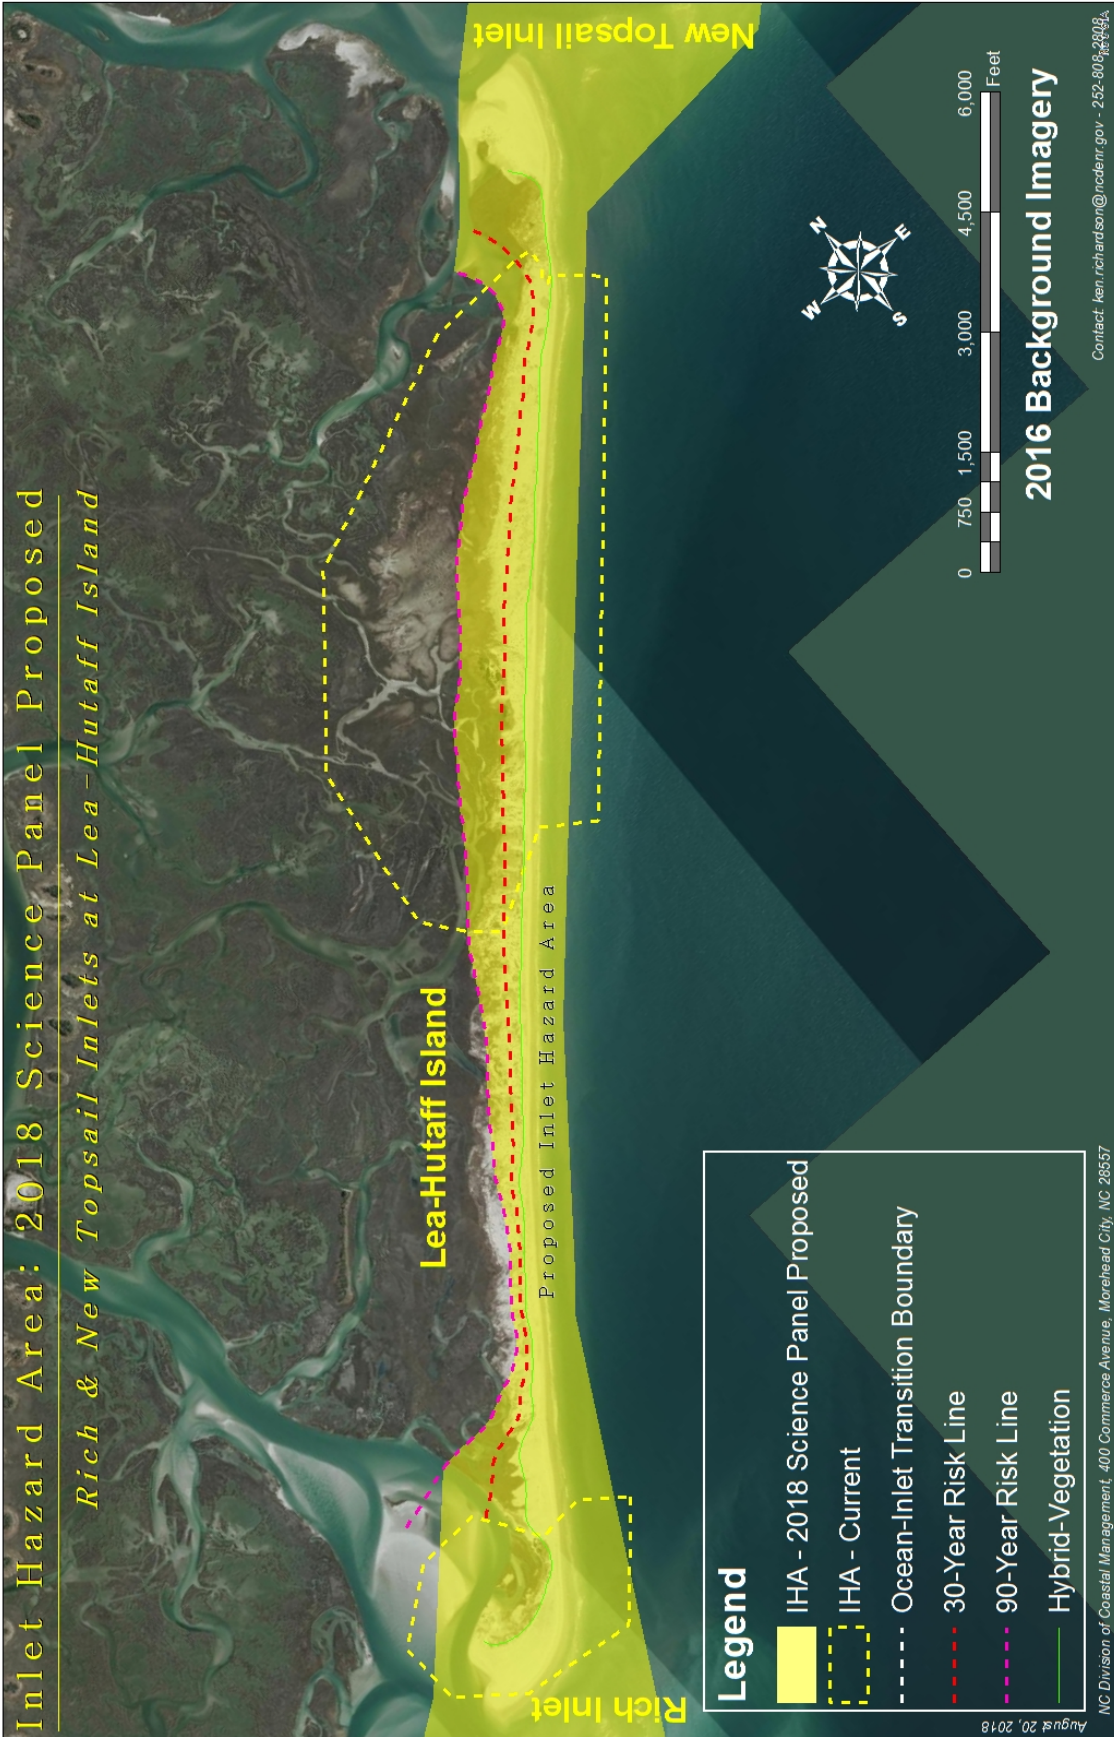 Inlet Hazard Area: 2018 Science Panel Proposed
Rich & New Topsail Inlets at Lea-Hutaff Island
New Topsail Inlet
Lea-Hutaff Island
Proposed Inlet Hazard Area
Rich Inlet
N
E
S
W
0 750 1,500 3,000 4,500 6,000
Feet
2016 Background Imagery
Legend
IHA - 2018 Science Panel Proposed
IHA - Current
Ocean-Inlet Transition Boundary
30-Year Risk Line
90-Year Risk Line
Hybrid-Vegetation
August 20, 2018
NC Division of Coastal Management, 400 Commerce Avenue, Morehead City, NC 28557
Contact: ken.richardson@ncdenr.gov - 252-808-2808